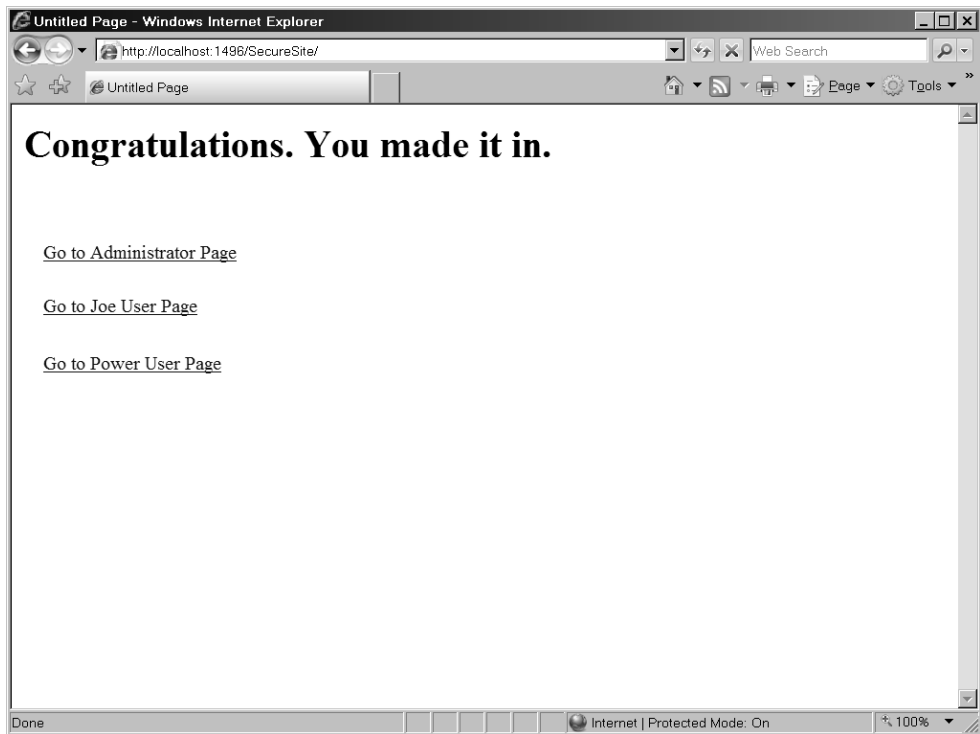 Untitled Page - Windows Internet Explorer
http://localhost:1496/SecureSite/
Web Search
Untitled Page
Page
Tools
»
Congratulations. You made it in.
Go to Administrator Page
Go to Joe User Page
Go to Power User Page
Done
Internet | Protected Mode: On
100%